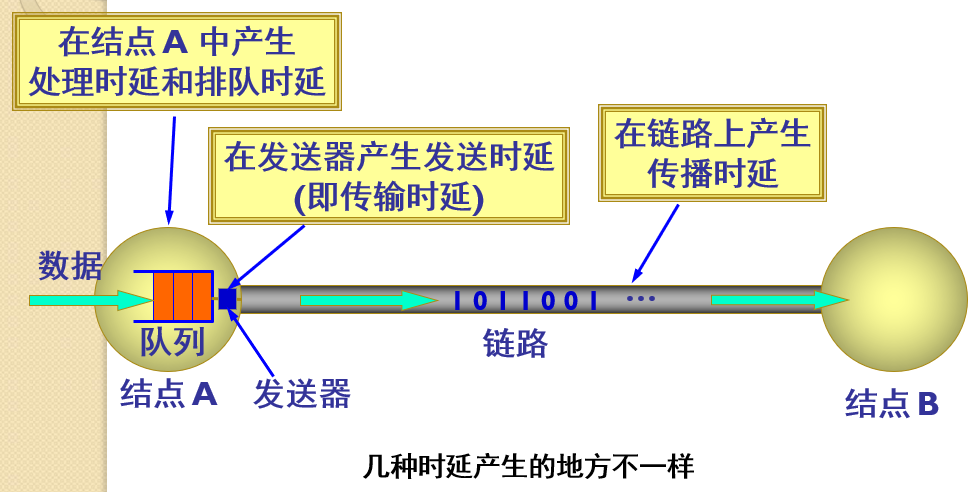 在结点 A 中产生
处理时延和排队时延
在发送器产生发送时延
(即传输时延)
在链路上产生
传播时延
数据
1 0 1 1 0 0 1 …
队列
链路
结点 A
发送器
结点 B
几种时延产生的地方不一样